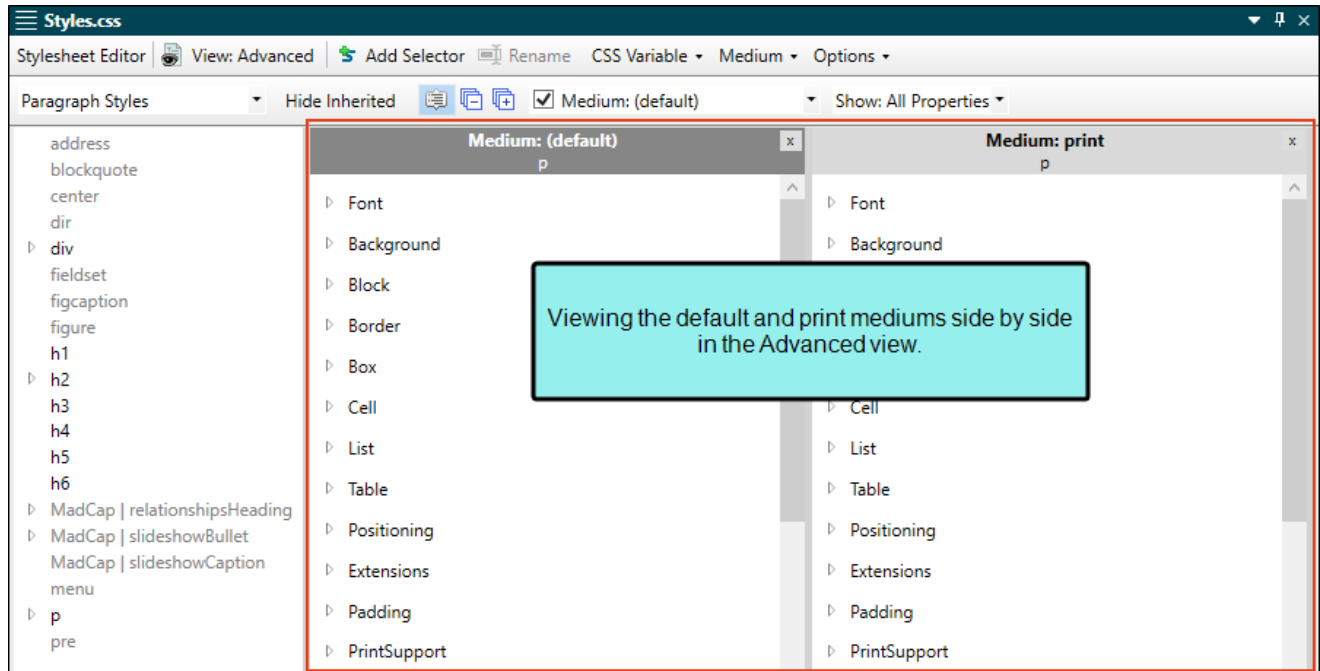 Styles.css
Stylesheet Editor View: Advanced Add Selector Rename CSS Variable Medium Options
Paragraph Styles Hide Inherited Medium: (default) Show: All Properties
address
blockquote
center
dir
div
fieldset
figcaption
figure
h1
h2
h3
h4
h5
h6
MadCap | relationshipsHeading
MadCap | slideshowBullet
MadCap | slideshowCaption
menu
p
pre
Medium: (default) x
p
Font
Background
Block
Border
Box
Cell
List
Table
Positioning
Extensions
Padding
PrintSupport
Medium: print x
p
Font
Background
Cell
List
Table
Positioning
Extensions
Padding
PrintSupport
Viewing the default and print mediums side by side
in the Advanced view.